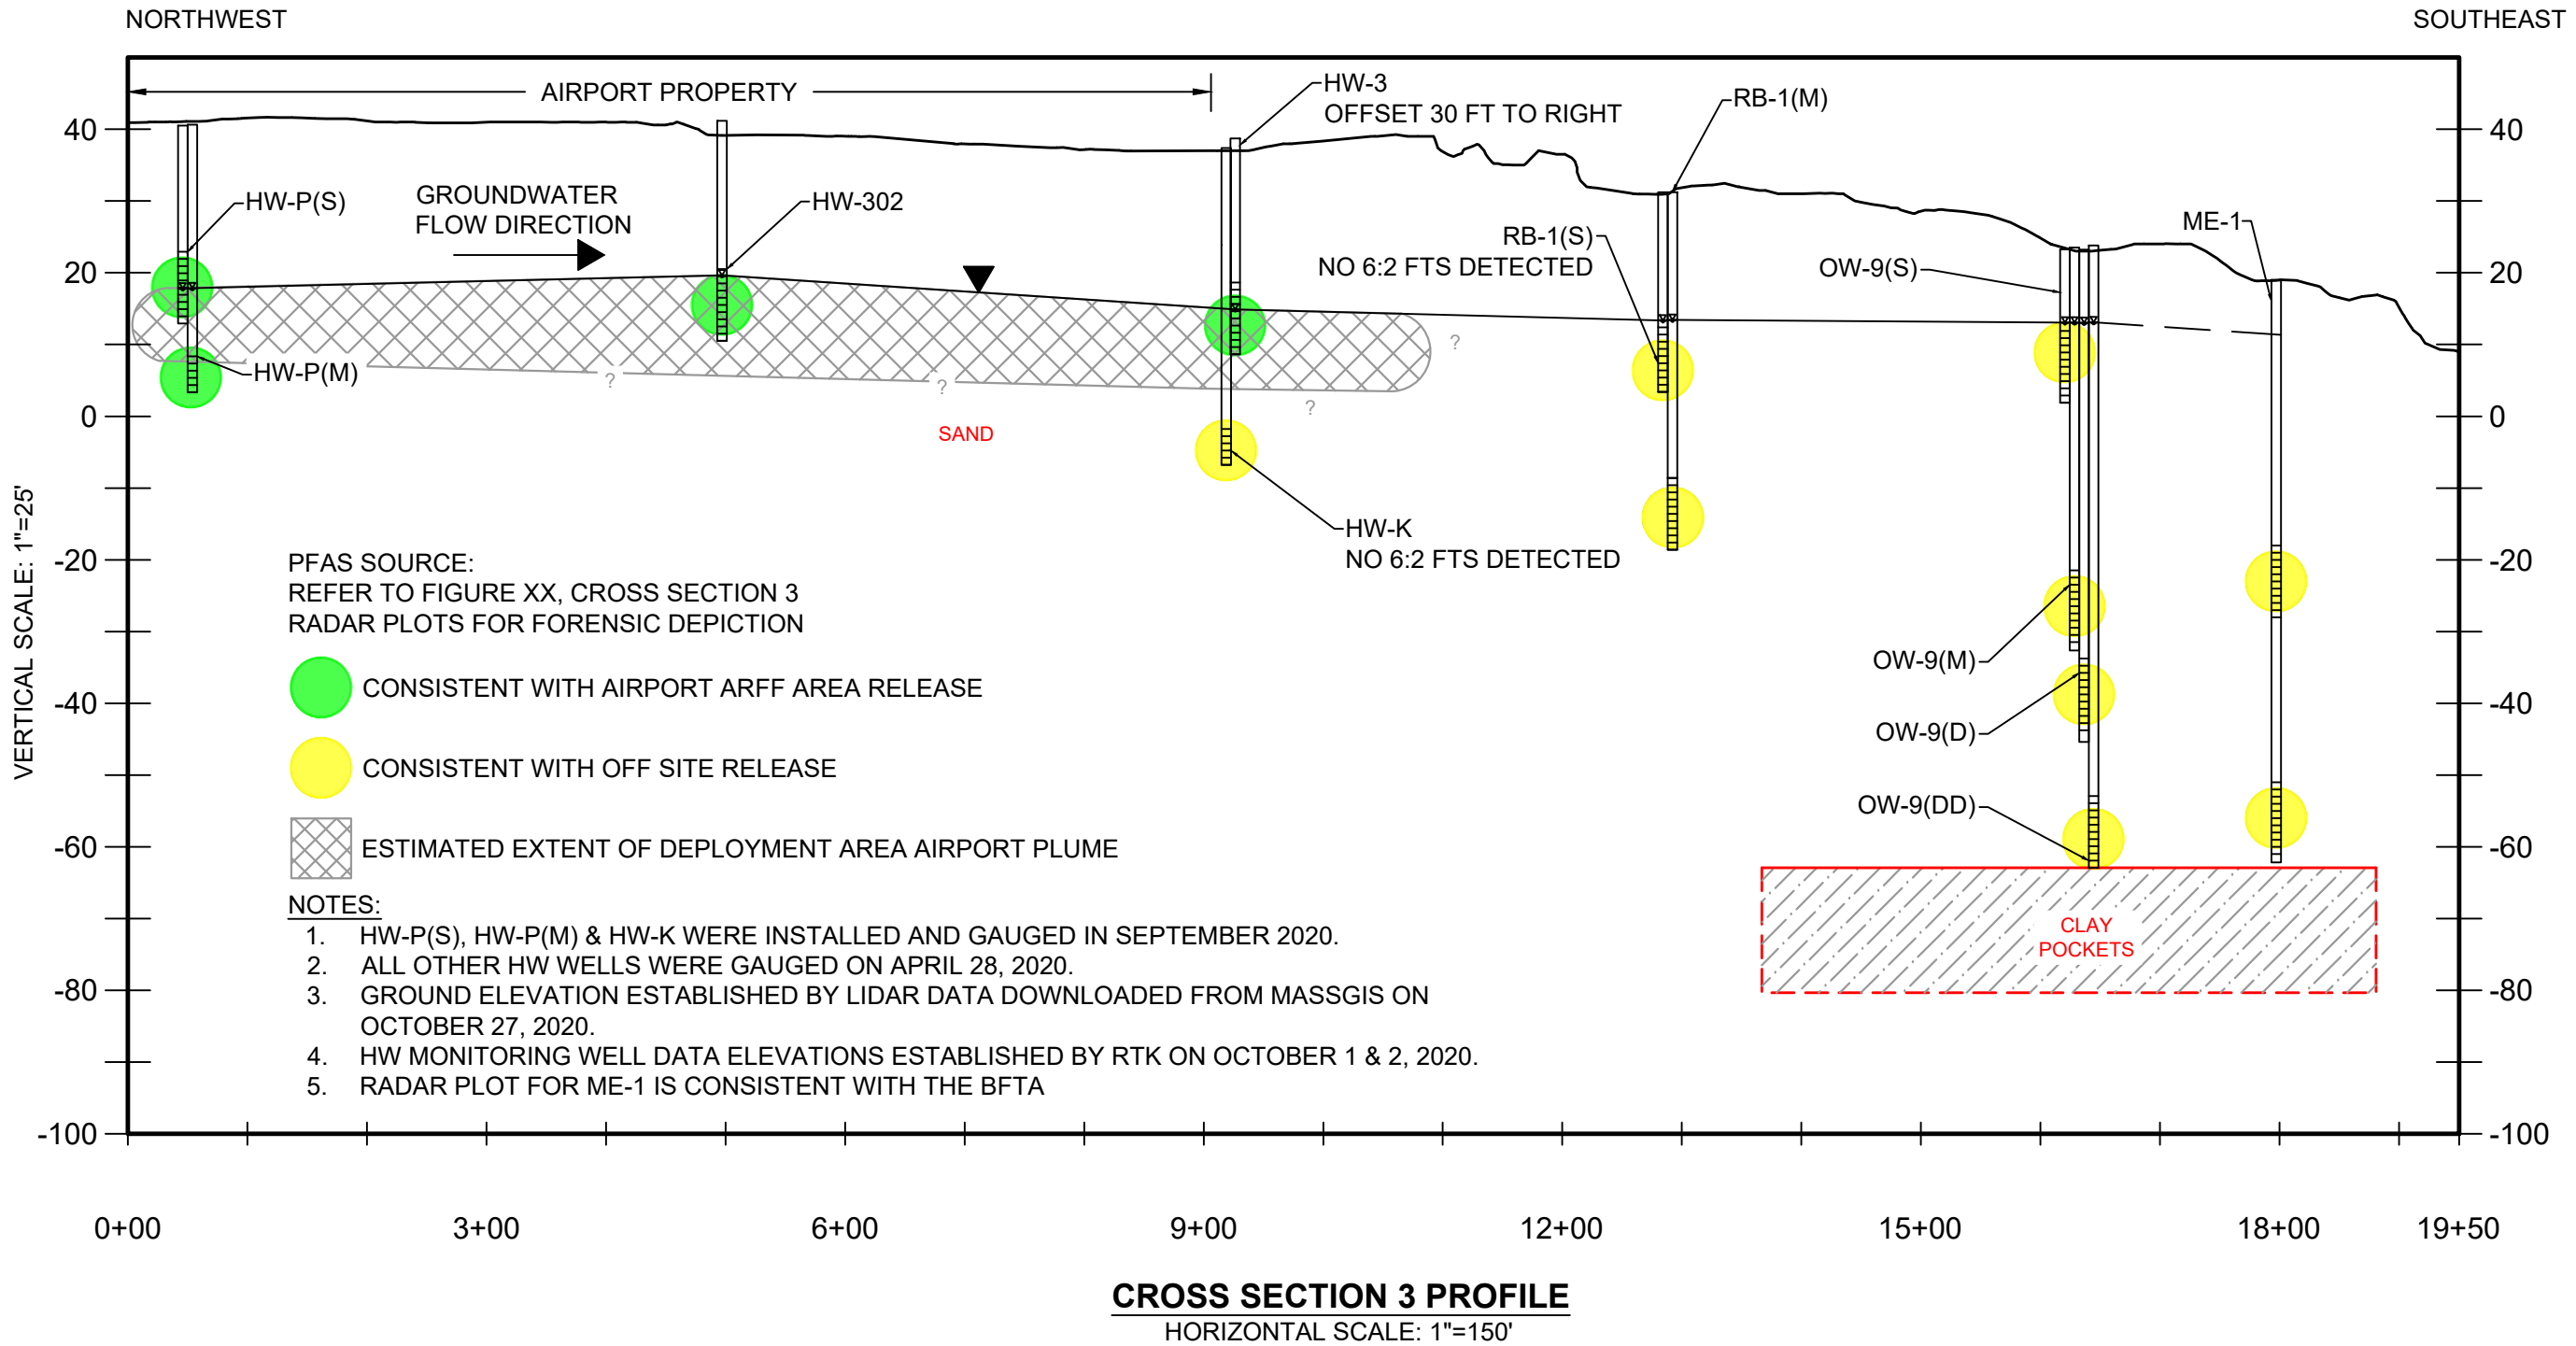 NORTHWEST
SOUTHEAST
AIRPORT PROPERTY
HW-3
OFFSET 30 FT TO RIGHT
RB-1(M)
40
40
HW-P(S)
GROUNDWATER
FLOW DIRECTION
HW-302
ME-1
RB-1(S)
NO 6:2 FTS DETECTED
OW-9(S)
20
20
?
HW-P(M)
?
?
?
0
0
SAND
VERTICAL SCALE: 1"=25'
HW-K
NO 6:2 FTS DETECTED
-20
-20
PFAS SOURCE:
REFER TO FIGURE XX, CROSS SECTION 3
RADAR PLOTS FOR FORENSIC DEPICTION
OW-9(M)
CONSISTENT WITH AIRPORT ARFF AREA RELEASE
-40
-40
OW-9(D)
CONSISTENT WITH OFF SITE RELEASE
OW-9(DD)
-60
-60
ESTIMATED EXTENT OF DEPLOYMENT AREA AIRPORT PLUME
NOTES:
1. HW-P(S), HW-P(M) & HW-K WERE INSTALLED AND GAUGED IN SEPTEMBER 2020.
2. ALL OTHER HW WELLS WERE GAUGED ON APRIL 28, 2020.
3. GROUND ELEVATION ESTABLISHED BY LIDAR DATA DOWNLOADED FROM MASSGIS ON
OCTOBER 27, 2020.
4. HW MONITORING WELL DATA ELEVATIONS ESTABLISHED BY RTK ON OCTOBER 1 & 2, 2020.
5. RADAR PLOT FOR ME-1 IS CONSISTENT WITH THE BFTA
CLAY
POCKETS
-80
-80
-100
-100
0+00
3+00
6+00
9+00
12+00
15+00
18+00
19+50
CROSS SECTION 3 PROFILE
HORIZONTAL SCALE: 1"=150'